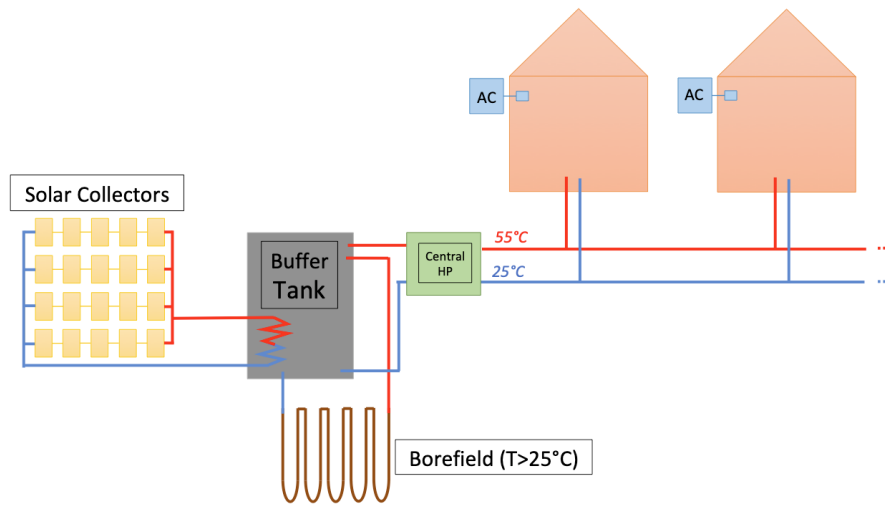 AC
AC
Solar Collectors
Buffer
Tank
Central
HP
55°C
25°C
Borefield (T>25°C)